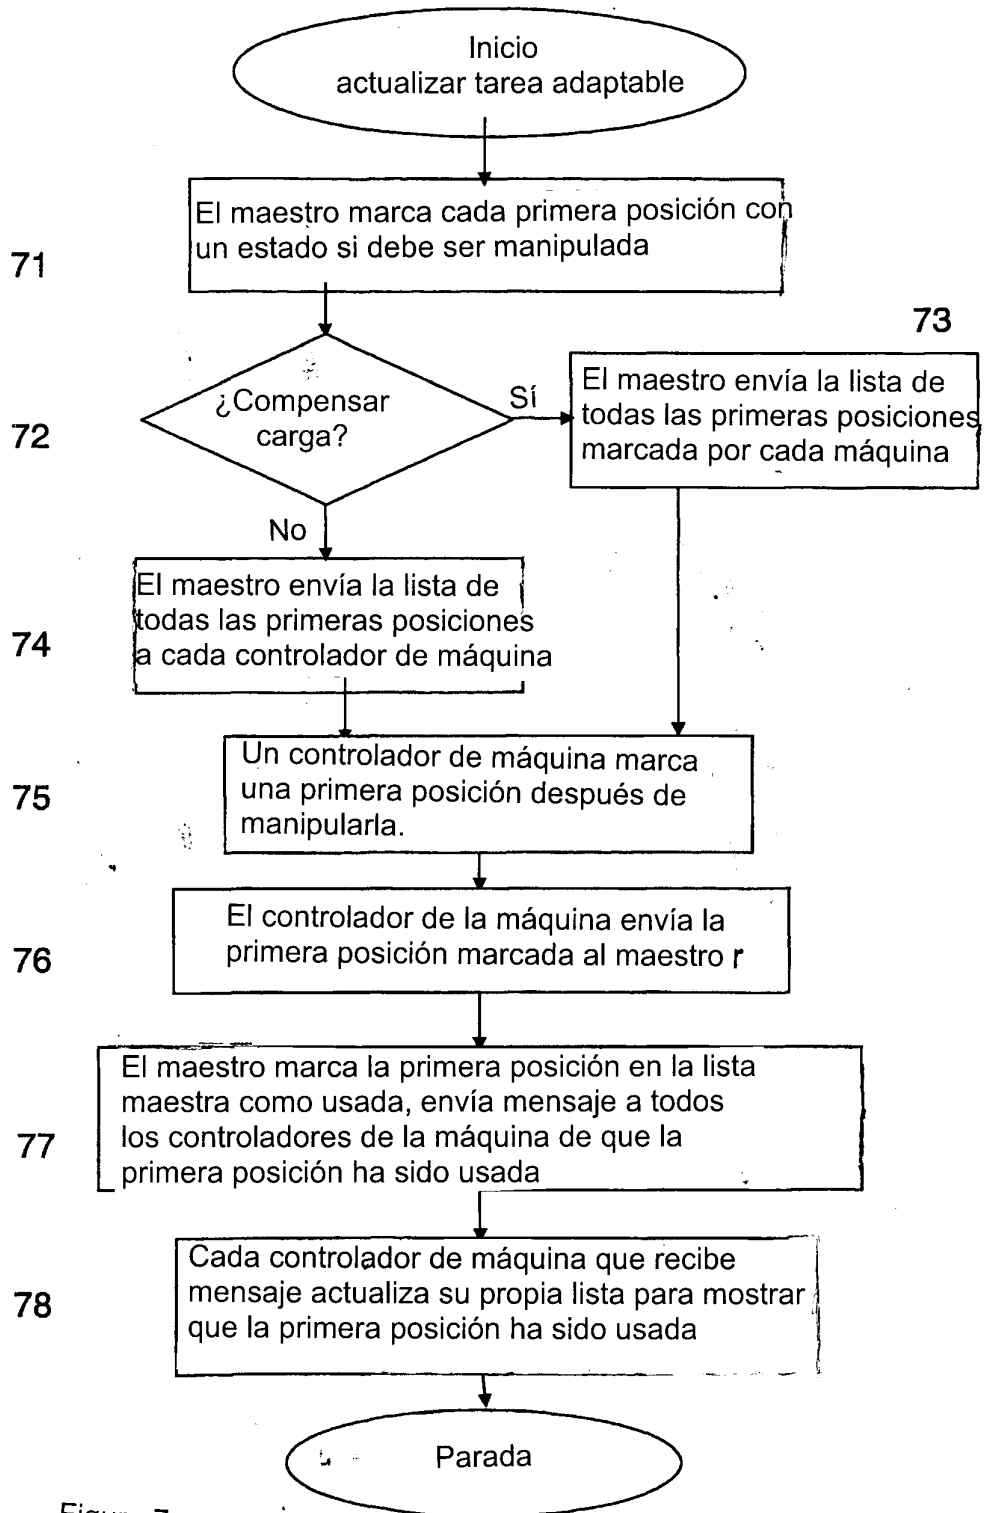 Inicio
actualizar tarea adaptable
El maestro marca cada primera posición con
un estado si debe ser manipulada
71
73
¿Compensar
carga?
72
Sí
El maestro envía la lista de
todas las primeras posiciones
marcada por cada máquina
No
El maestro envía la lista de
todas las primeras posiciones
a cada controlador de máquina
74
Un controlador de máquina marca
una primera posición después de
manipularla.
75
El controlador de la máquina envía la
primera posición marcada al maestro r
76
El maestro marca la primera posición en la lista
maestra como usada, envía mensaje a todos
los controladores de la máquina de que la
primera posición ha sido usada
77
Cada controlador de máquina que recibe
mensaje actualiza su propia lista para mostrar
que la primera posición ha sido usada
78
Parada